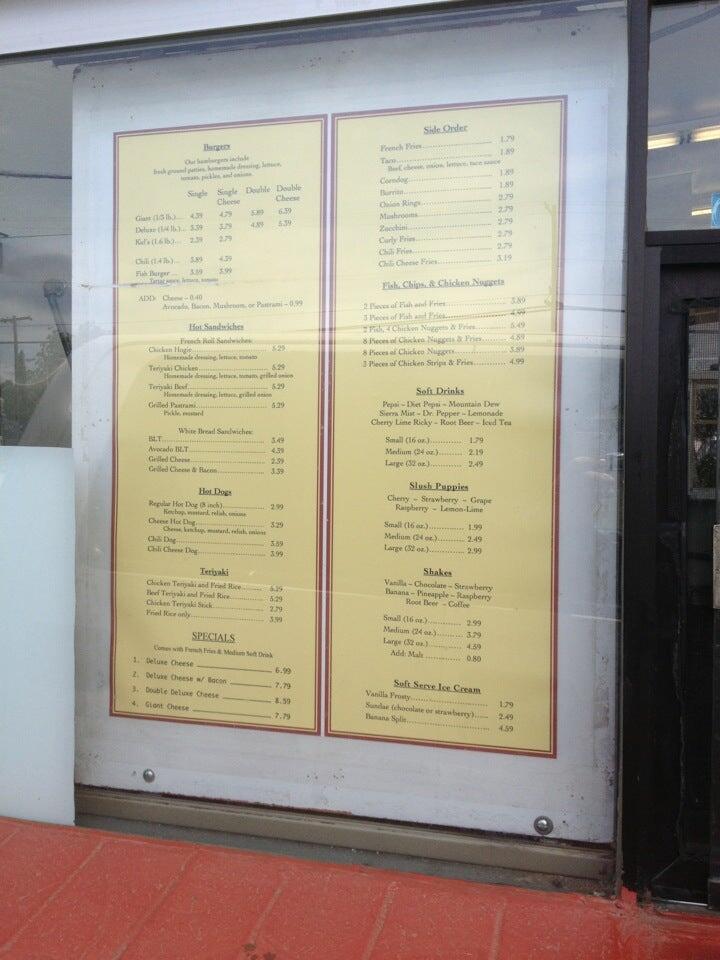 Burgers
Our hamburgers include
fresh ground patties, homemade dressing, lettuce,
tomato, pickles, and onions.
Single Single Cheese Double Double Cheese
Giant (1/3 lb.)... 4.39 4.79 5.89 6.39
Deluxe (1/4 lb.)... 3.39 3.79 4.89 5.39
Kel's (1.6 lb.)... 2.39 2.79
Chili (1.4 lb.)... 3.89 4.39
Fish Burger ... 3.59 3.99
Tartar sauce, lettuce, tomato
ADD: Cheese – 0.40
Avocado, Bacon, Mushroom, or Pastrami – 0.99
Hot Sandwiches
French Roll Sandwiches:
Chicken Hogie 5.29
Homemade dressing, lettuce, tomato
Teriyaki Chicken 5.29
Homemade dressing, lettuce, tomato, grilled onion
Teriyaki Beef 5.29
Homemade dressing, lettuce, grilled onion
Grilled Pastrami 5.29
Pickle, mustard
White Bread Sandwiches:
BLT 3.49
Avocado BLT 4.39
Grilled Cheese 2.39
Grilled Cheese & Bacon 3.39
Hot Dogs
Regular Hot Dog (8 inch) 2.99
Ketchup, mustard, relish, onions
Cheese Hot Dog 3.29
Cheese, ketchup, mustard, relish, onions
Chili Dog 3.59
Chili Cheese Dog 3.99
Teriyaki
Chicken Teriyaki and Fried Rice 5.29
Beef Teriyaki and Fried Rice 5.29
Chicken Teriyaki Stick 2.79
Fried Rice only 3.99
SPECIALS
Comes with French Fries & Medium Soft Drink
1. Deluxe Cheese 6.99
2. Deluxe Cheese w/ Bacon 7.79
3. Double Deluxe Cheese 8.59
4. Giant Cheese 7.79
Side Order
French Fries 1.79
Taco 1.89
Beef, cheese, onion, lettuce, taco sauce
Corndog 1.89
Burrito 1.89
Onion Rings 2.79
Mushrooms 2.79
Zucchini 2.79
Curly Fries 2.79
Chili Fries 2.79
Chili Cheese Fries 3.19
Fish, Chips, & Chicken Nuggets
2 Pieces of Fish and Fries 3.89
3 Pieces of Fish and Fries 4.99
2 Fish, 4 Chicken Nuggets & Fries 5.49
8 Pieces of Chicken Nuggets & Fries 4.89
8 Pieces of Chicken Nuggets 3.89
3 Pieces of Chicken Strips & Fries 4.99
Soft Drinks
Pepsi – Diet Pepsi – Mountain Dew
Sierra Mist – Dr. Pepper – Lemonade
Cherry Lime Ricky – Root Beer – Iced Tea
Small (16 oz.) 1.79
Medium (24 oz.) 2.19
Large (32 oz.) 2.49
Slush Puppies
Cherry – Strawberry – Grape
Raspberry – Lemon-Lime
Small (16 oz.) 1.99
Medium (24 oz.) 2.49
Large (32 oz.) 2.99
Shakes
Vanilla – Chocolate – Strawberry
Banana – Pineapple – Raspberry
Root Beer – Coffee
Small (16 oz.) 2.99
Medium (24 oz.) 3.79
Large (32 oz.) 4.59
Add: Malt 0.80
Soft Serve Ice Cream
Vanilla Frosty 1.79
Sundae (chocolate or strawberry) 2.49
Banana Split 4.59